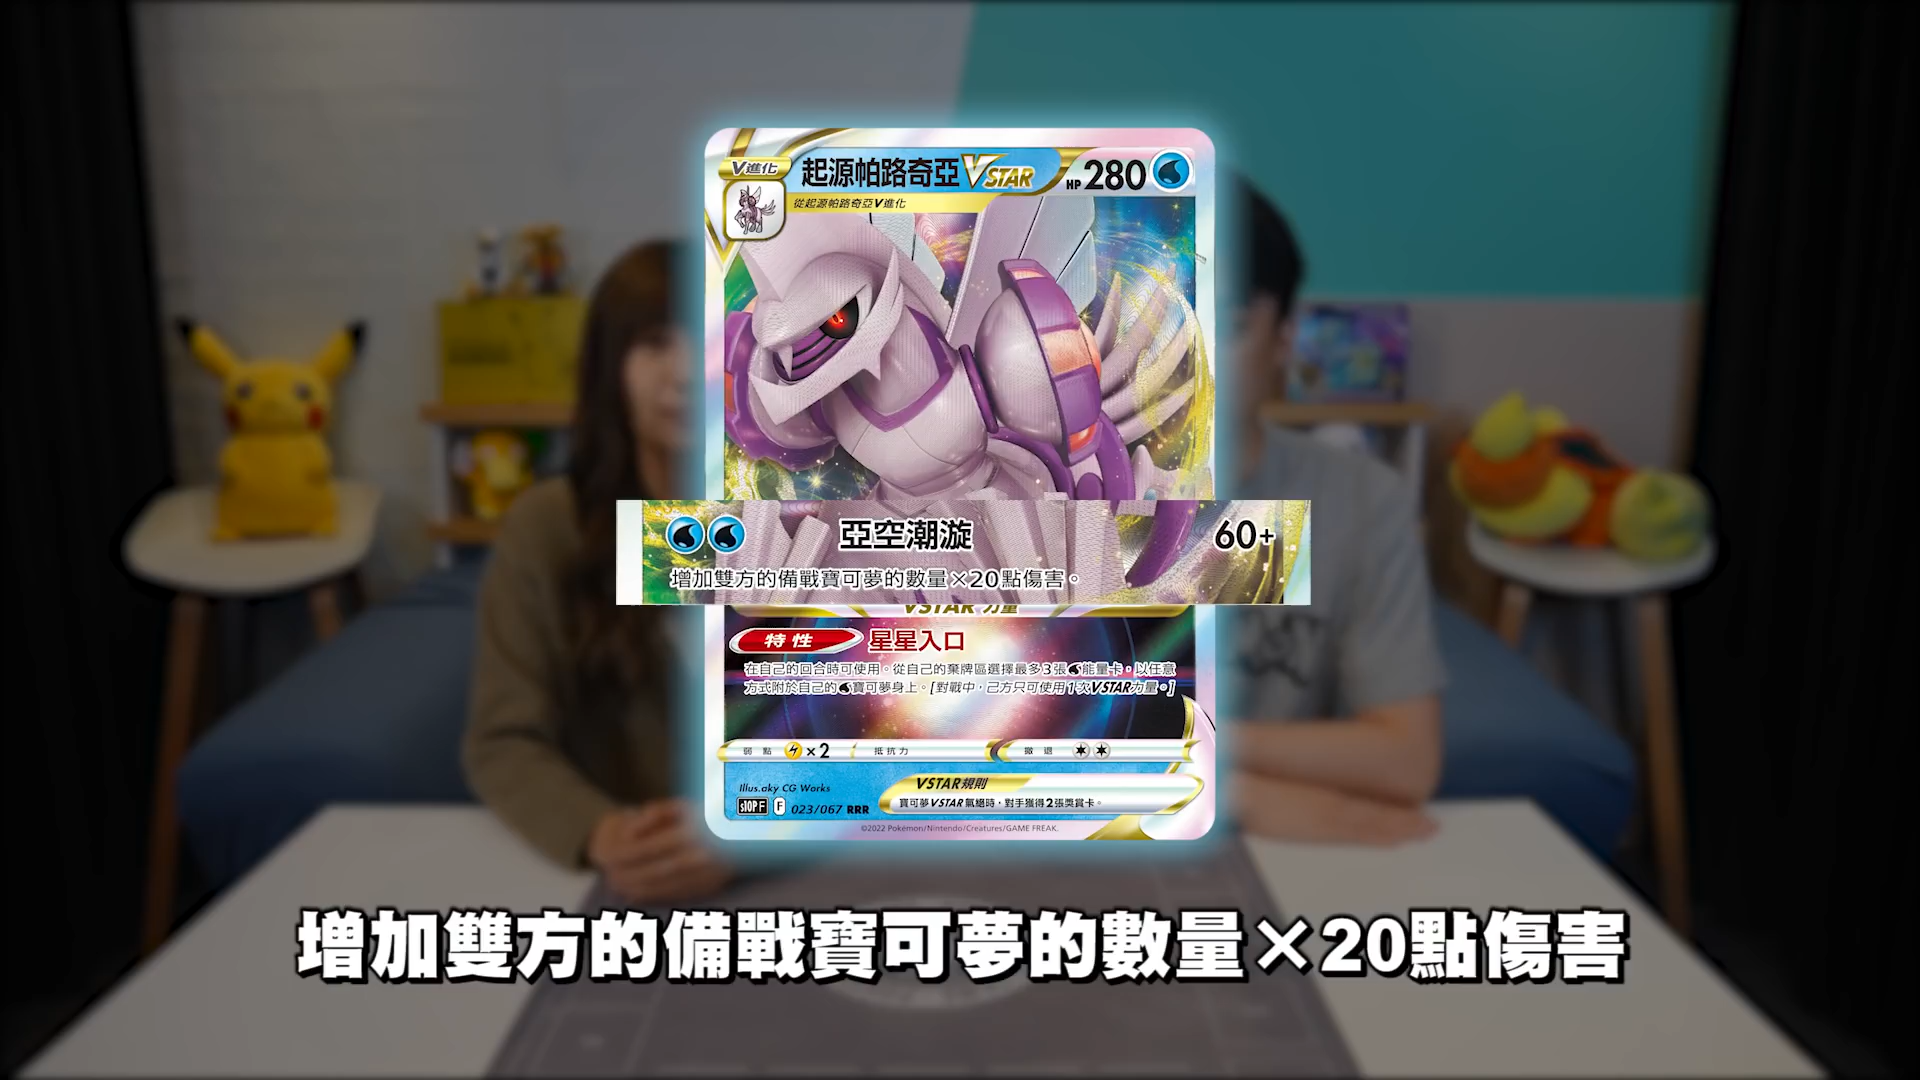 V進化
起源帕路奇亞VSTAR
HP 280
從起源帕路奇亞V進化
亞空潮漩
60+
增加雙方的備戰寶可夢的數量×20點傷害。
VSTAR力量
特性
星星入口
在自己的回合時可使用。從自己的棄牌區選擇最多3張能量卡，以任意
方式附於自己的寶可夢身上。[對戰中，己方只可使用1次VSTAR力量。]
弱點 ×2 抵抗力 撤退
Illus.aky CG Works
VSTAR規則
寶可夢VSTAR氣絕時，對手獲得2張獎賞卡。
s10P F F 023/067 RRR
©2022 Pokémon/Nintendo/Creatures/GAME FREAK.
增加雙方的備戰寶可夢的數量×20點傷害